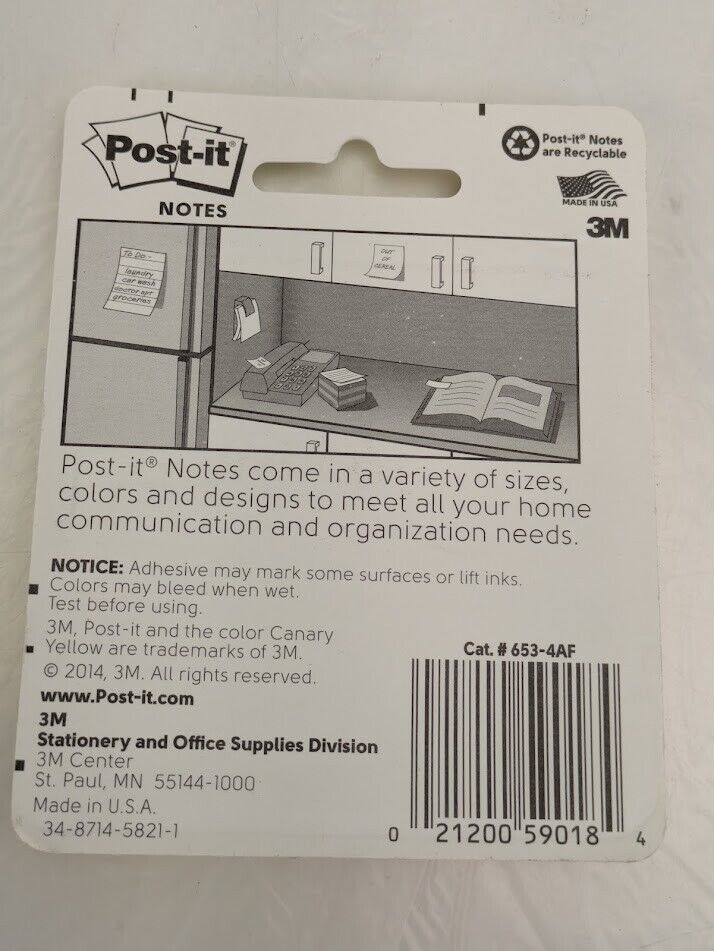 Post-it®
NOTES
Post-it® Notes
are Recyclable
MADE IN USA
3M
To Do -
laundry
car wash
doctor apt
groceries
OUT
OF
CEREAL
Post-it® Notes come in a variety of sizes,
colors and designs to meet all your home
communication and organization needs.
NOTICE: Adhesive may mark some surfaces or lift inks.
Colors may bleed when wet.
Test before using.
3M, Post-it and the color Canary
Yellow are trademarks of 3M.
© 2014, 3M. All rights reserved.
www.Post-it.com
3M
Stationery and Office Supplies Division
3M Center
St. Paul, MN 55144-1000
Made in U.S.A.
34-8714-5821-1
Cat. # 653-4AF
0 21200 59018 4